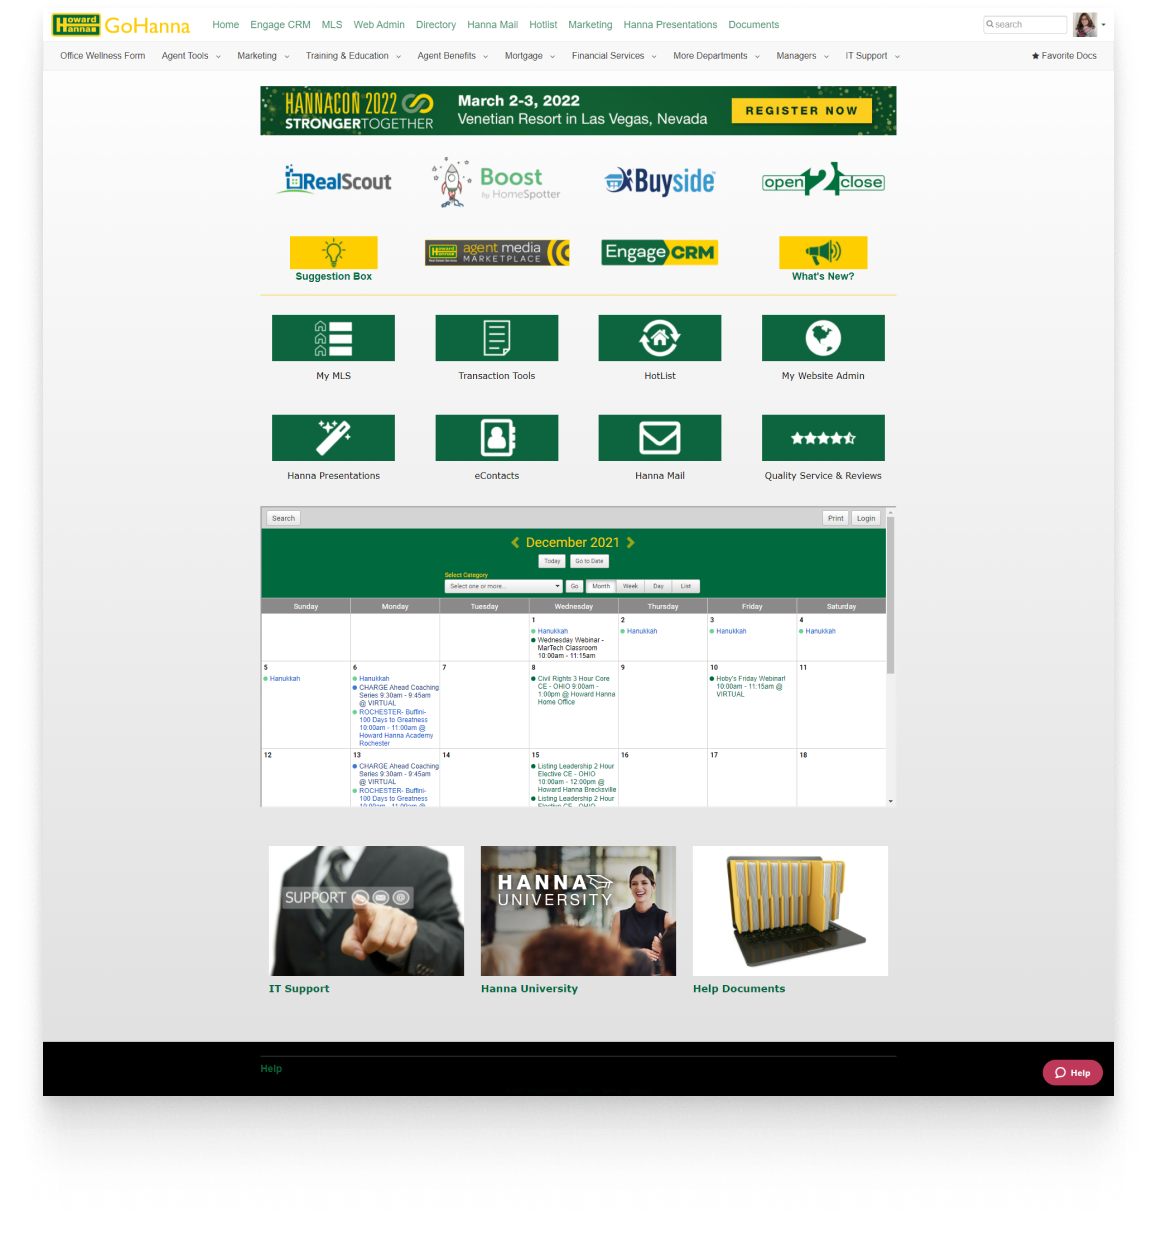 Howard Hanna GoHanna Home Engage CRM MLS Web Admin Directory Hanna Mail Hotlist Marketing Hanna Presentations Documents search
Office Wellness Form Agent Tools Marketing Training & Education Agent Benefits Mortgage Financial Services More Departments Managers IT Support ★ Favorite Docs
HANNACON 2022
STRONGERTOGETHER
March 2-3, 2022
Venetian Resort in Las Vegas, Nevada
REGISTER NOW
RealScout
Boost
by HomeSpotter
Buyside
open 2 close
Suggestion Box
Howard Hanna agent media
MARKETPLACE
Engage CRM
What's New?
My MLS Transaction Tools HotList My Website Admin
Hanna Presentations eContacts Hanna Mail Quality Service & Reviews
Search Print Login
December 2021
Today Go to Date
Select Category
Select one or more... Go Month Week Day List
Sunday Monday Tuesday Wednesday Thursday Friday Saturday
1
Hanukkah
Wednesday Webinar -
MarTech Classroom
10:00am - 11:15am
2
Hanukkah
3
Hanukkah
4
Hanukkah
5
Hanukkah
6
Hanukkah
CHARGE Ahead Coaching
Series 9:30am - 9:45am
@ VIRTUAL
ROCHESTER- Buffini-
100 Days to Greatness
10:00am - 11:00am @
Howard Hanna Academy
Rochester
7
8
Civil Rights 3 Hour Core
CE - OHIO 9:00am -
1:00pm @ Howard Hanna
Home Office
9
10
Hoby's Friday Webinar!
10:00am - 11:15am @
VIRTUAL
11
12
13
CHARGE Ahead Coaching
Series 9:30am - 9:45am
@ VIRTUAL
ROCHESTER- Buffini-
100 Days to Greatness
10:00am - 11:00am @
14
15
Listing Leadership 2 Hour
Elective CE - OHIO
10:00am - 12:00pm @
Howard Hanna Brecksville
Listing Leadership 2 Hour
Elective CE - OHIO
16
17
18
SUPPORT
HANNA
UNIVERSITY
IT Support Hanna University Help Documents
Help
Help